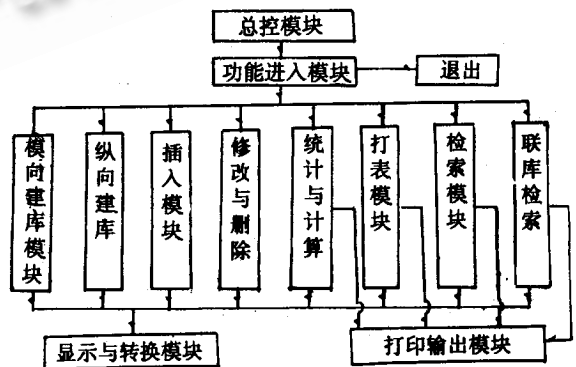 总控模块
功能进入模块
退出
模向建库模块
纵向建库
插入模块
修改与删除
统计与计算
打表模块
检索模块
联库检索
显示与转换模块
打印输出模块